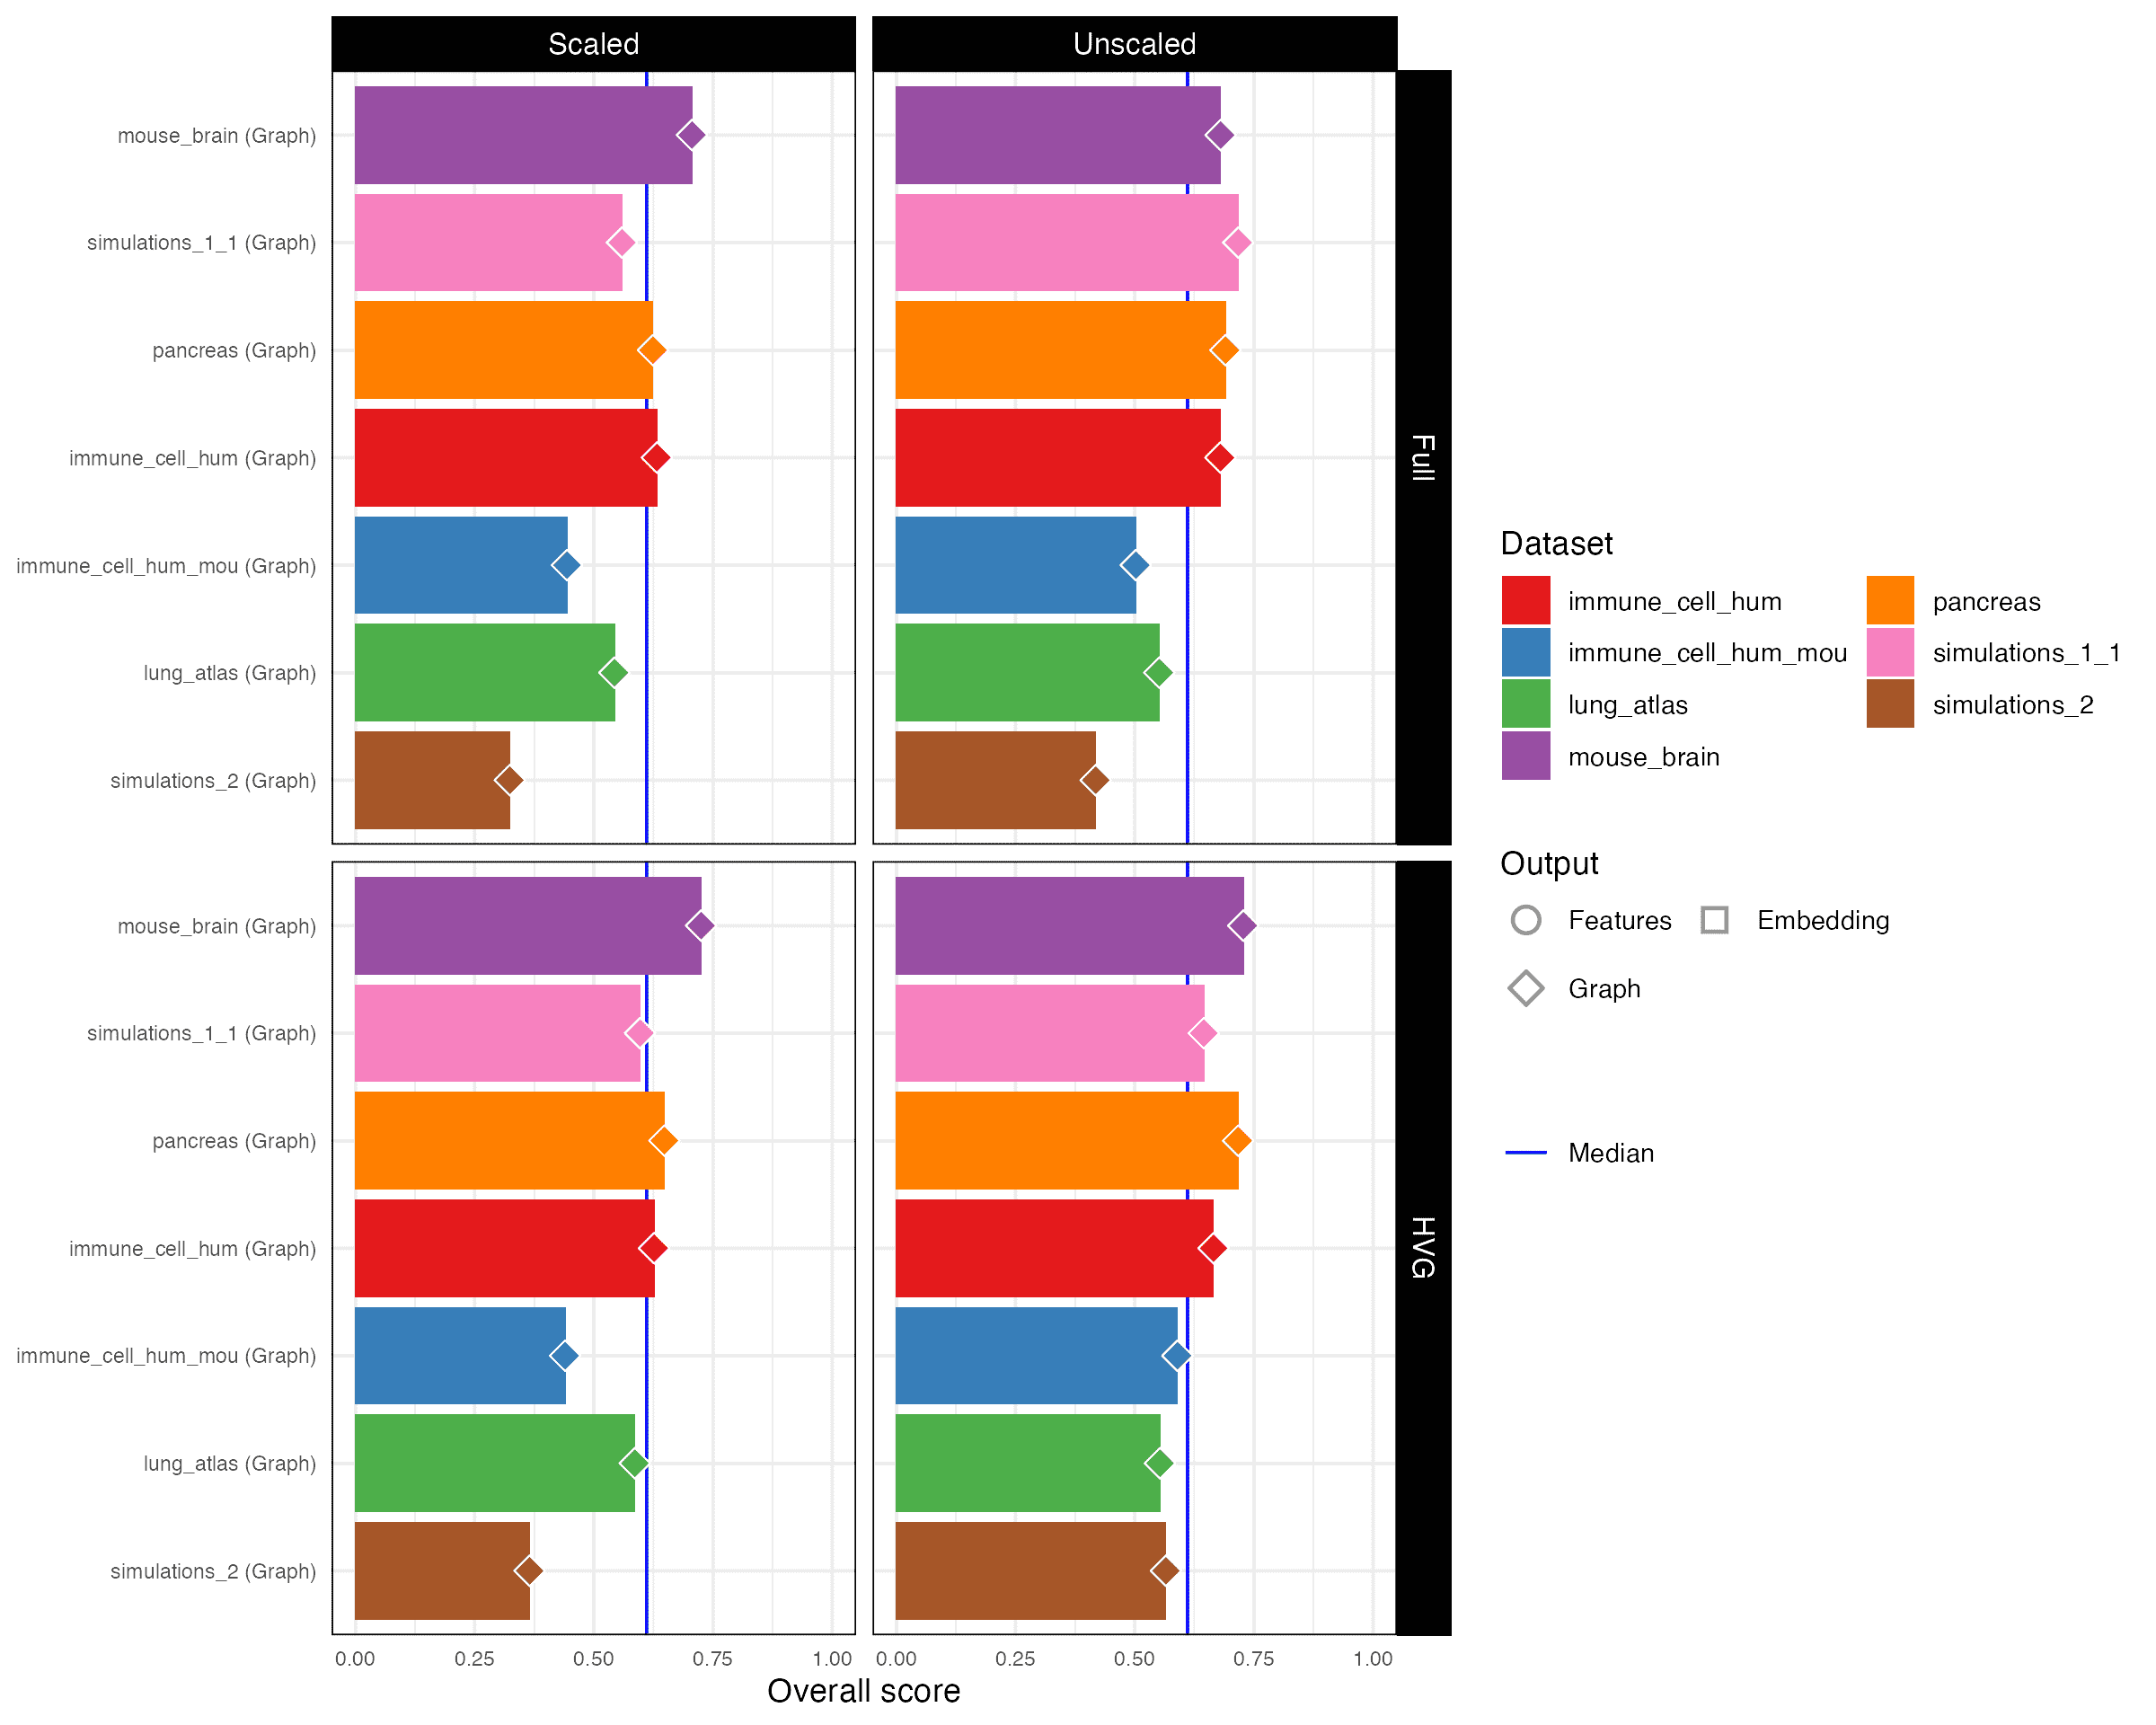 Scaled
Unscaled
mouse_brain (Graph)
simulations_1_1 (Graph)
pancreas (Graph)
immune_cell_hum (Graph)
immune_cell_hum_mou (Graph)
lung_atlas (Graph)
simulations_2 (Graph)
Full
mouse_brain (Graph)
simulations_1_1 (Graph)
pancreas (Graph)
immune_cell_hum (Graph)
immune_cell_hum_mou (Graph)
lung_atlas (Graph)
simulations_2 (Graph)
HVG
0.00 0.25 0.50 0.75 1.00
0.00 0.25 0.50 0.75 1.00
Overall score
Dataset
immune_cell_hum
immune_cell_hum_mou
lung_atlas
mouse_brain
pancreas
simulations_1_1
simulations_2
Output
Features
Embedding
Graph
Median